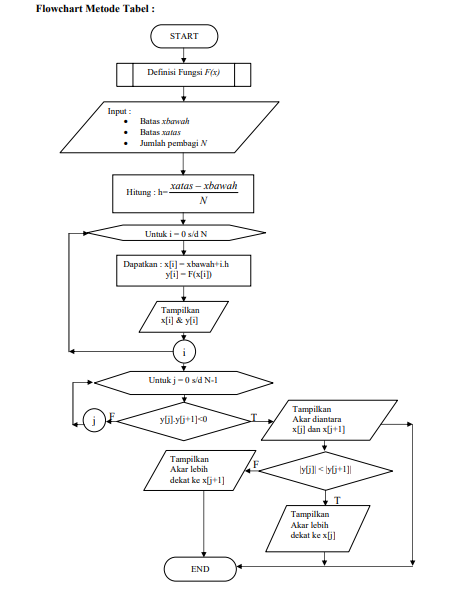 Flowchart Metode Tabel :
START
Definisi Fungsi F(x)
Input :
• Batas xbawah
• Batas xatas
• Jumlah pembagi N
Hitung : h= xatas – xbawah
N
Untuk i = 0 s/d N
Dapatkan : x[i] = xbawah+i.h
y[i] = F(x[i])
Tampilkan
x[i] & y[i]
i
Untuk j = 0 s/d N-1
y[j].y[j+1]<0
j
F
T
Tampilkan
Akar diantara
x[j] dan x[j+1]
|y[j]| < |y[j+1]|
F
T
Tampilkan
Akar lebih
dekat ke x[j+1]
Tampilkan
Akar lebih
dekat ke x[j]
END